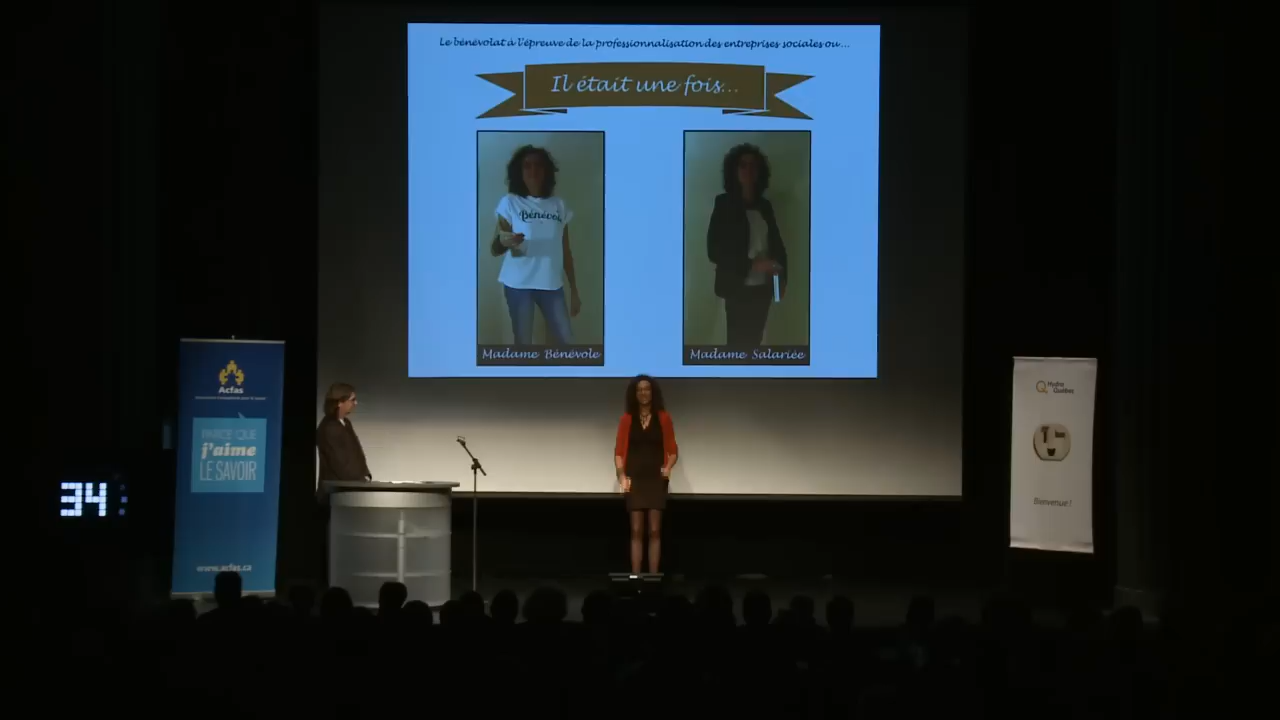 Le bénévolat à l'épreuve de la professionnalisation des entreprises sociales ou...
Il était une fois...
Bénévole
Madame Bénévole
Madame Salariée
Acfas
PARCE QUE
j'aime
LE SAVOIR
www.acfas.ca
34
Hydro
Québec
Bienvenue !